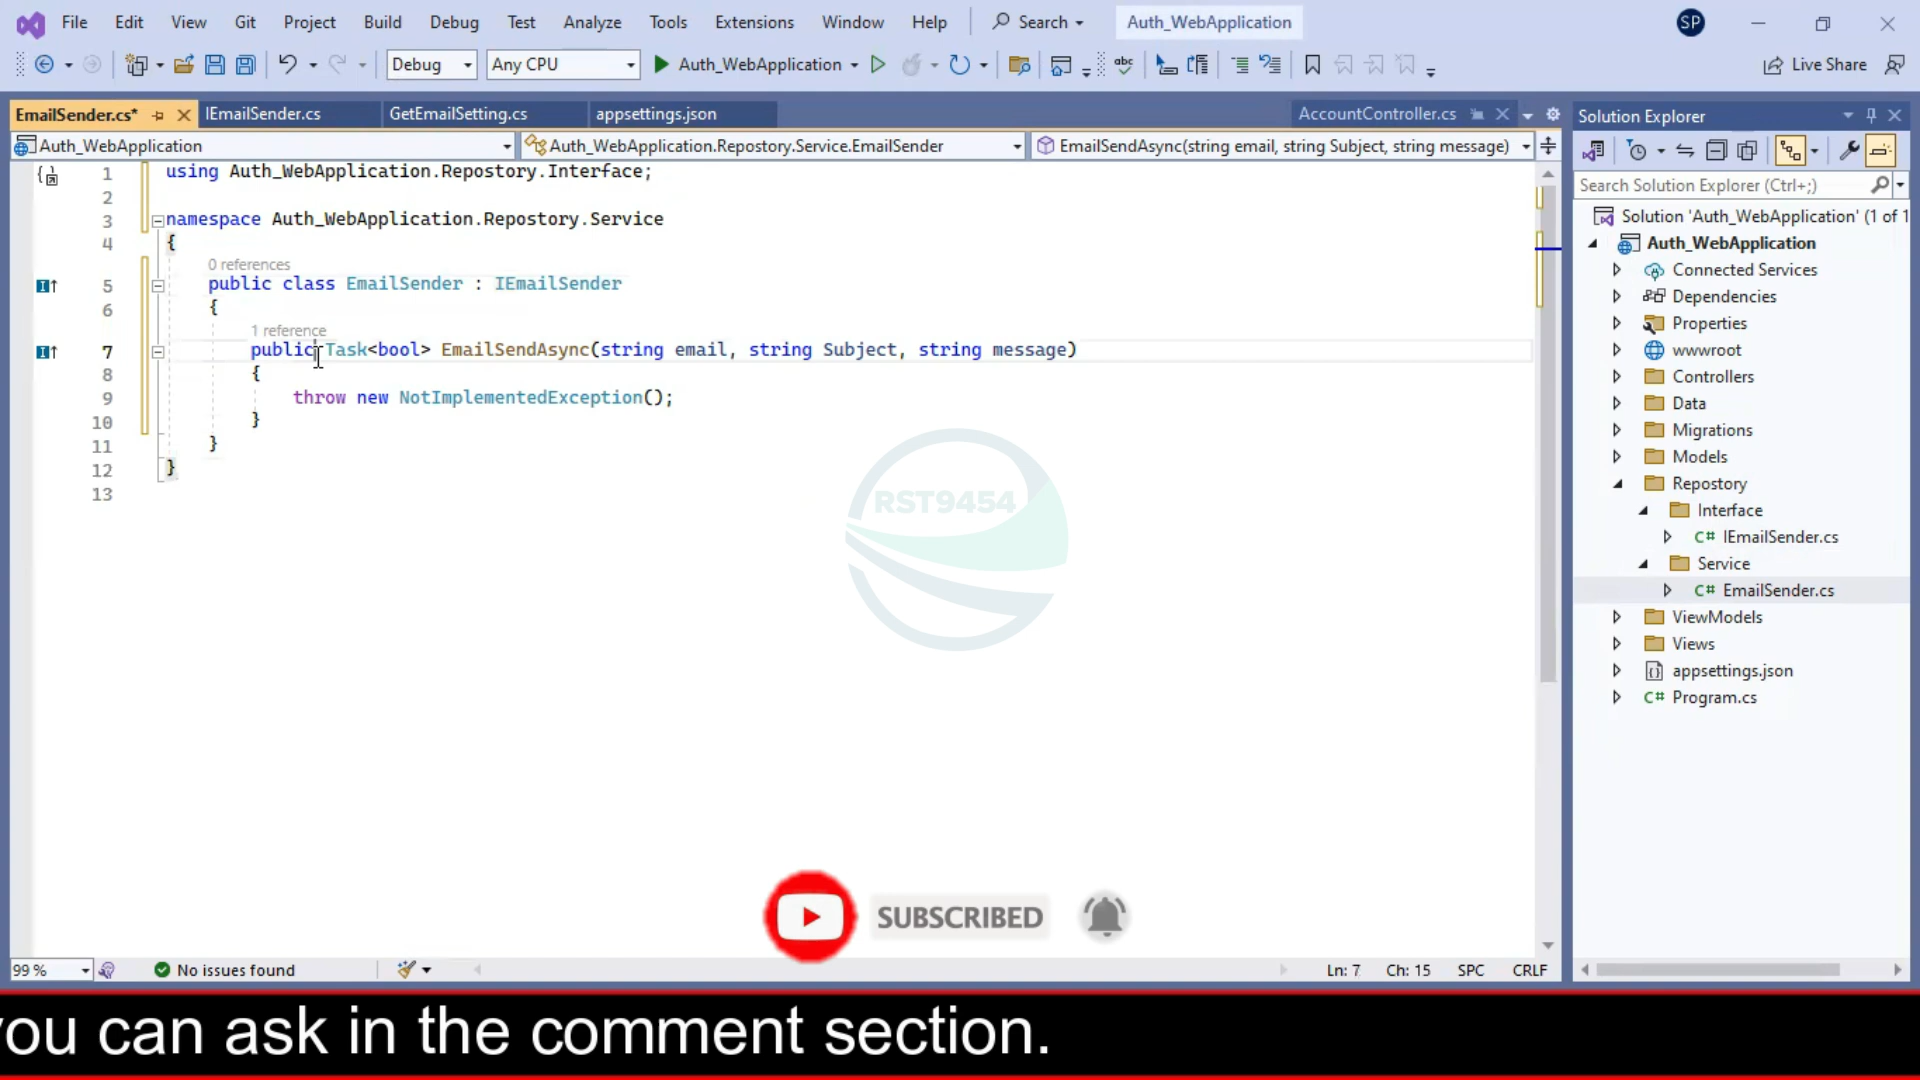 File Edit View Git Project Build Debug Test Analyze Tools Extensions Window Help Search Auth_WebApplication SP
Debug Any CPU Auth_WebApplication Live Share
EmailSender.cs* IEmailSender.cs GetEmailSetting.cs appsettings.json AccountController.cs
Auth_WebApplication Auth_WebApplication.Repostory.Service.EmailSender EmailSendAsync(string email, string Subject, string message)
1 using Auth_WebApplication.Repostory.Interface;
2
3 namespace Auth_WebApplication.Repostory.Service
4 {
0 references
5 public class EmailSender : IEmailSender
6 {
1 reference
7 public Task<bool> EmailSendAsync(string email, string Subject, string message)
8 {
9 throw new NotImplementedException();
10 }
11 }
12 }
13
RST9454
SUBSCRIBED
99 % No issues found Ln: 7 Ch: 15 SPC CRLF
Solution Explorer
Search Solution Explorer (Ctrl+;)
Solution 'Auth_WebApplication' (1 of 1
Auth_WebApplication
Connected Services
Dependencies
Properties
wwwroot
Controllers
Data
Migrations
Models
Repostory
Interface
C# IEmailSender.cs
Service
C# EmailSender.cs
ViewModels
Views
appsettings.json
C# Program.cs
you can ask in the comment section.